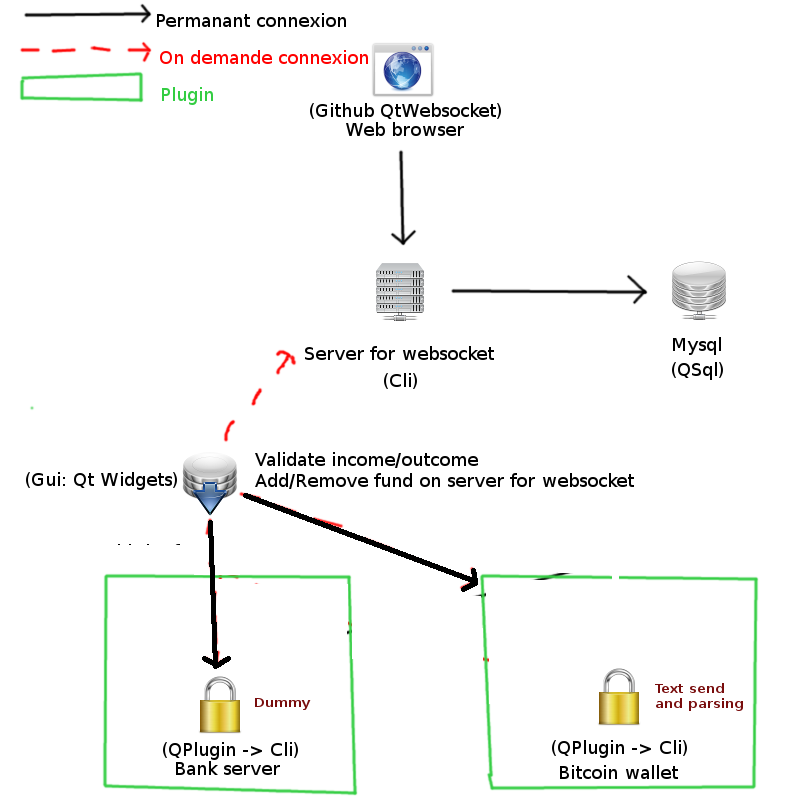 Permanant connexion
On demande connexion
Plugin
(Github QtWebsocket)
Web browser
Server for websocket
(Cli)
Mysql
(QSql)
(Gui: Qt Widgets)
Validate income/outcome
Add/Remove fund on server for websocket
Dummy
(QPlugin -> Cli)
Bank server
Text send
and parsing
(QPlugin -> Cli)
Bitcoin wallet